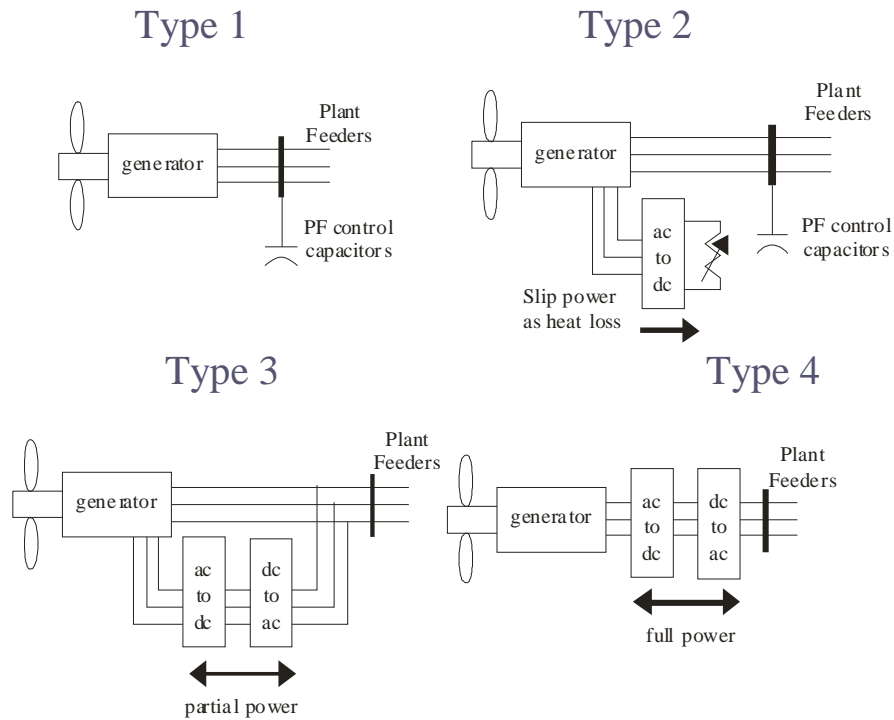 Type 1
Plant
Feeders
generator
PF control
capacitors
Type 2
Plant
Feeders
generator
ac
to
dc
PF control
capacitors
Slip power
as heat loss
Type 3
Plant
Feeders
generator
ac
to
dc
dc
to
ac
partial power
Type 4
Plant
Feeders
generator
ac
to
dc
dc
to
ac
full power